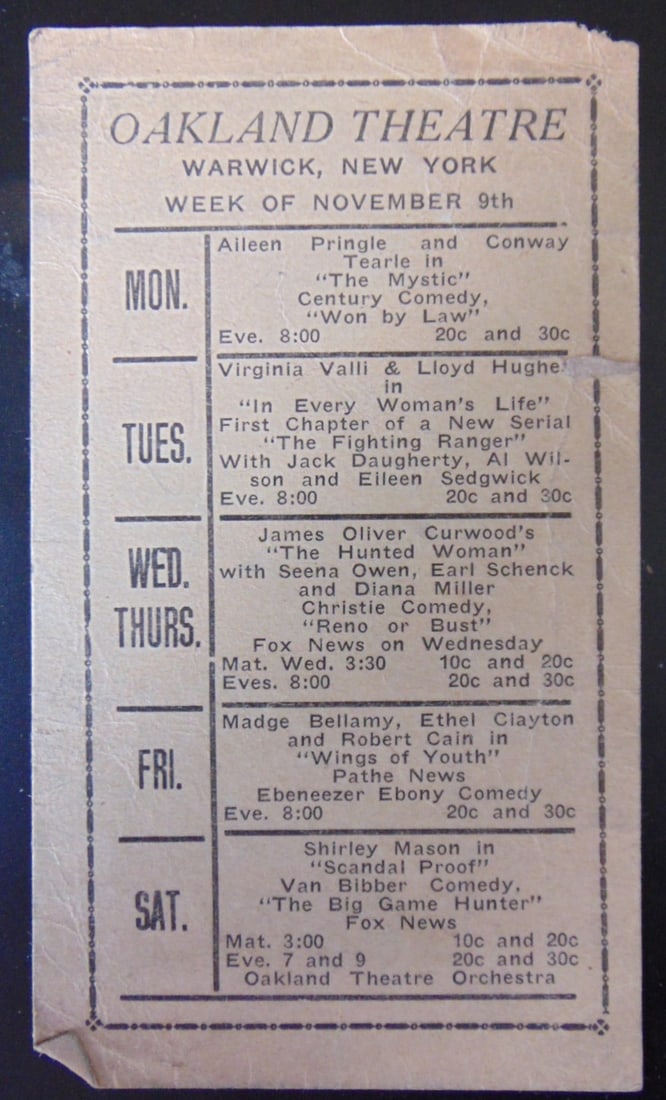 OAKLAND THEATRE
WARWICK, NEW YORK
WEEK OF NOVEMBER 9th
MON.
Aileen Pringle and Conway
Tearle in
"The Mystic"
Century Comedy,
"Won by Law"
Eve. 8:00 20c and 30c
TUES.
Virginia Valli & Lloyd Hughe
in
"In Every Woman's Life"
First Chapter of a New Serial
"The Fighting Ranger"
With Jack Daugherty, Al Wil-
son and Eileen Sedgwick
Eve. 8:00 20c and 30c
WED.
THURS.
James Oliver Curwood's
"The Hunted Woman"
with Seena Owen, Earl Schenck
and Diana Miller
Christie Comedy,
"Reno or Bust"
Fox News on Wednesday
Mat. Wed. 3:30 10c and 20c
Eves. 8:00 20c and 30c
FRI.
Madge Bellamy, Ethel Clayton
and Robert Cain in
"Wings of Youth"
Pathe News
Ebeneezer Ebony Comedy
Eve. 8:00 20c and 30c
SAT.
Shirley Mason in
"Scandal Proof"
Van Bibber Comedy,
"The Big Game Hunter"
Fox News
Mat. 3:00 10c and 20c
Eve. 7 and 9 20c and 30c
Oakland Theatre Orchestra